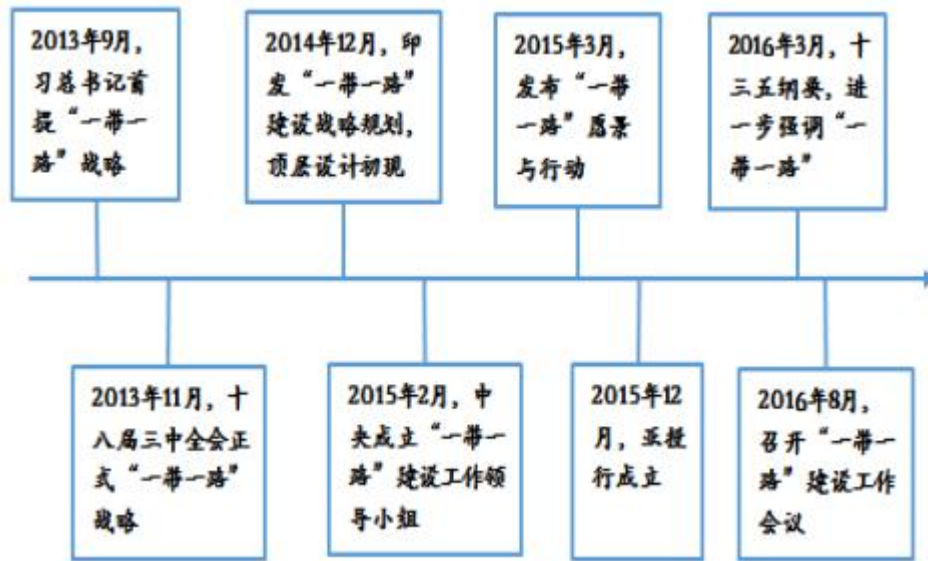 2013年9月，
习总书记首
提“一带一
路”战略
2014年12月，印
发“一带一路”
建设战略规划，
顶层设计初现
2015年3月，
发布“一带
一路”愿景
与行动
2016年3月，十
三五纲要，进
一步强调“一
带一路”
2013年11月，十
八届三中全会正
式“一带一路”
战略
2015年2月，中
央成立“一带一
路”建设工作领
导小组
2015年12
月，亚投
行成立
2016年8月，
召开“一带一
路”建设工作
会议